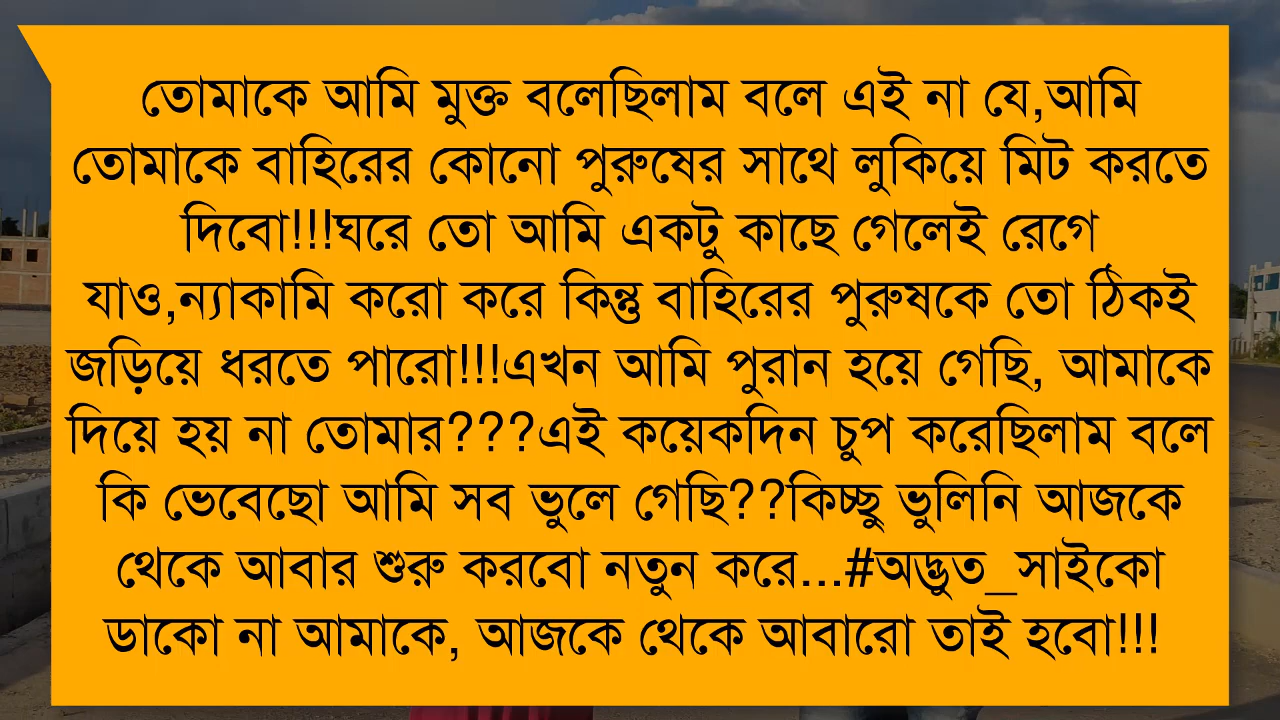 তোমাকে আমি মুক্ত বলেছিলাম বলে এই না যে,আমি
তোমাকে বাহিরের কোনো পুরুষের সাথে লুকিয়ে মিট করতে
দিবো!!!ঘরে তো আমি একটু কাছে গেলেই রেগে
যাও,ন্যাকামি করো করে কিন্তু বাহিরের পুরুষকে তো ঠিকই
জড়িয়ে ধরতে পারো!!!এখন আমি পুরান হয়ে গেছি, আমাকে
দিয়ে হয় না তোমার???এই কয়েকদিন চুপ করেছিলাম বলে
কি ভেবেছো আমি সব ভুলে গেছি??কিচ্ছু ভুলিনি আজকে
থেকে আবার শুরু করবো নতুন করে...#অদ্ভুত_সাইকো
ডাকো না আমাকে, আজকে থেকে আবারো তাই হবো!!!